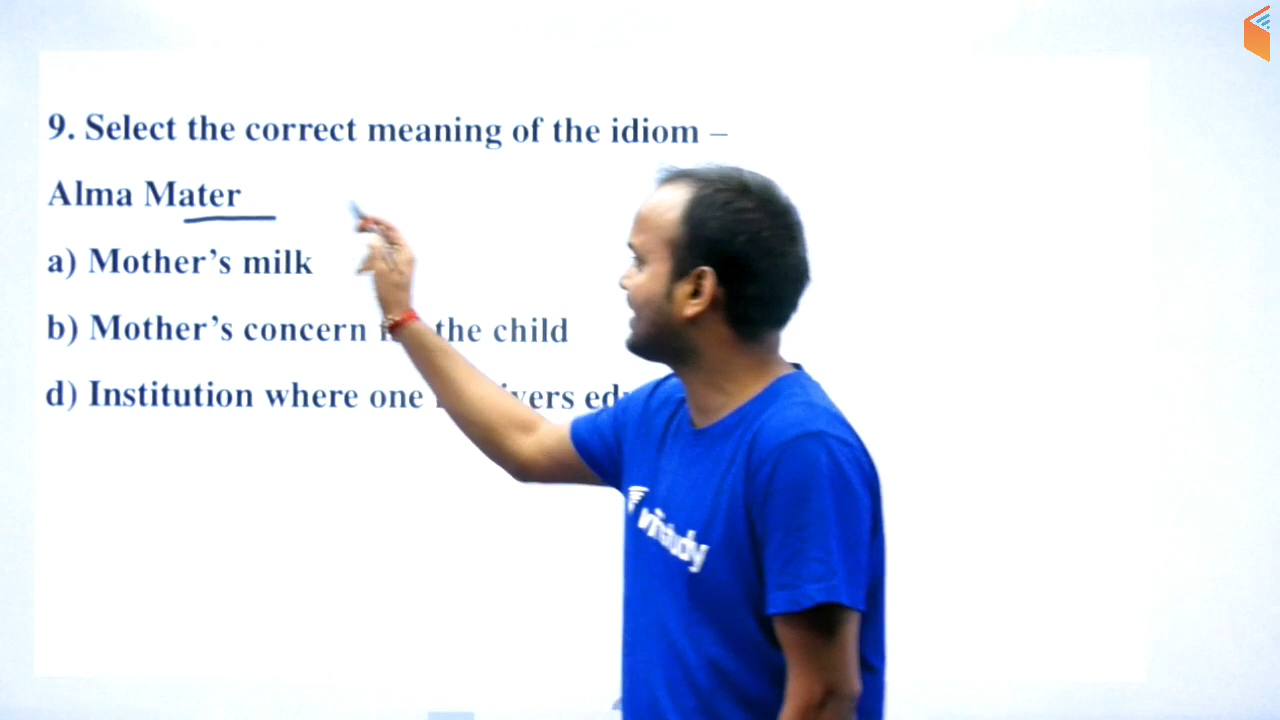 9. Select the correct meaning of the idiom –
Alma Mater
a) Mother's milk
b) Mother's concern the child
d) Institution where one